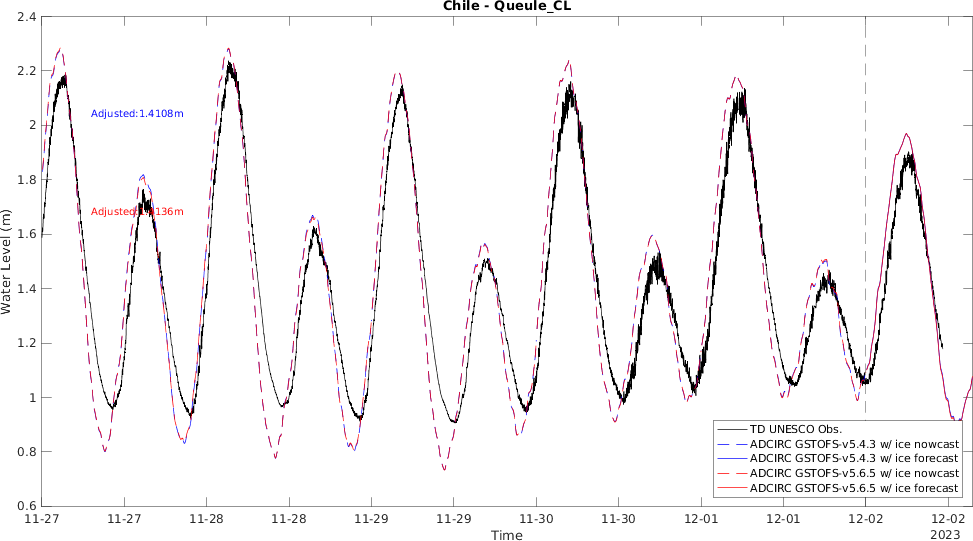 Chile - Queule_CL
2.4
2.2
2
1.8
1.6
1.4
1.2
1
0.8
0.6
Water Level (m)
Adjusted:1.4108m
Adjusted:1.4136m
TD UNESCO Obs.
ADCIRC GSTOFS-v5.4.3 w/ ice nowcast
ADCIRC GSTOFS-v5.4.3 w/ ice forecast
ADCIRC GSTOFS-v5.6.5 w/ ice nowcast
ADCIRC GSTOFS-v5.6.5 w/ ice forecast
11-27 11-27 11-28 11-28 11-29 11-29 11-30 11-30 12-01 12-01 12-02 12-02
2023
Time